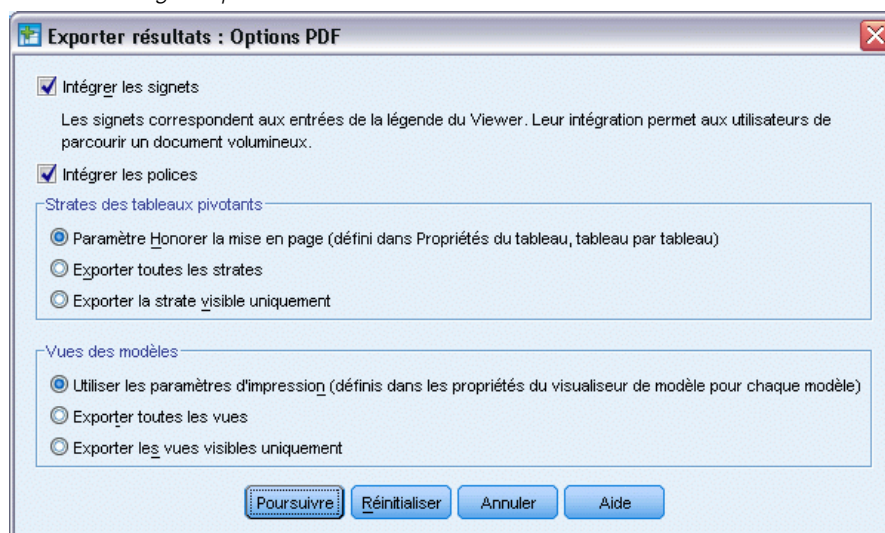 Exporter résultats : Options PDF
Intégrer les signets
Les signets correspondent aux entrées de la légende du Viewer. Leur intégration permet aux utilisateurs de
parcourir un document volumineux.
Intégrer les polices
Strates des tableaux pivotants
Paramètre Honorer la mise en page (défini dans Propriétés du tableau, tableau par tableau)
Exporter toutes les strates
Exporter la strate visible uniquement
Vues des modèles
Utiliser les paramètres d'impression (définis dans les propriétés du visualiseur de modèle pour chaque modèle)
Exporter toutes les vues
Exporter les vues visibles uniquement
Poursuivre Réinitialiser Annuler Aide